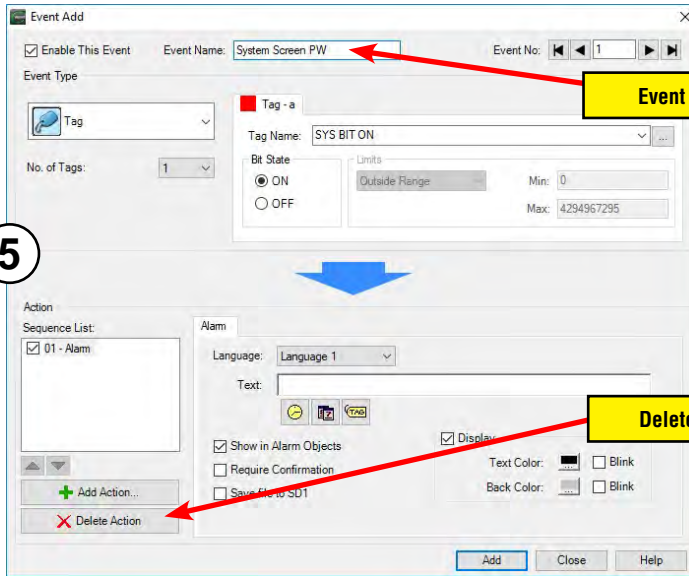 Event Add
Enable This Event Event Name: System Screen PW Event No: 1
Event Type
Event
Tag
Tag - a
Tag Name: SYS BIT ON ...
No. of Tags: 1
Bit State
ON
OFF
Limits
Outside Range Min: 0
Max: 4294967295
5
Action
Sequence List:
01 - Alarm
Alarm
Language: Language 1
Text:
TAG
Delete
Show in Alarm Objects
Require Confirmation
Save file to SD1
Display
Text Color: ... Blink
Back Color: ... Blink
Add Action...
Delete Action
Add Close Help